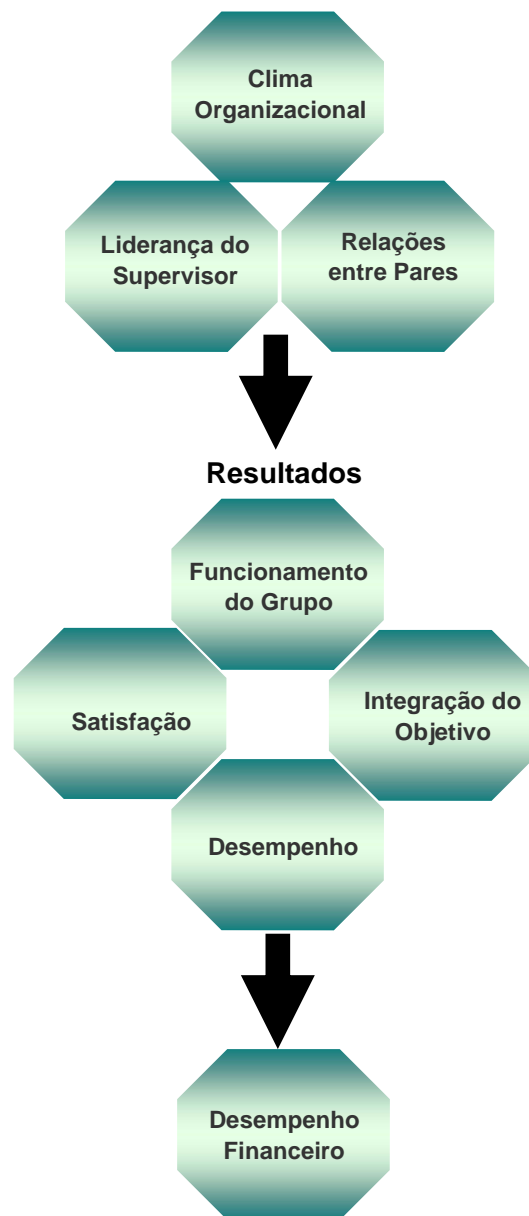 Clima
Organizacional
Liderança do
Supervisor
Relações
entre Pares
Resultados
Funcionamento
do Grupo
Satisfação
Integração do
Objetivo
Desempenho
Desempenho
Financeiro